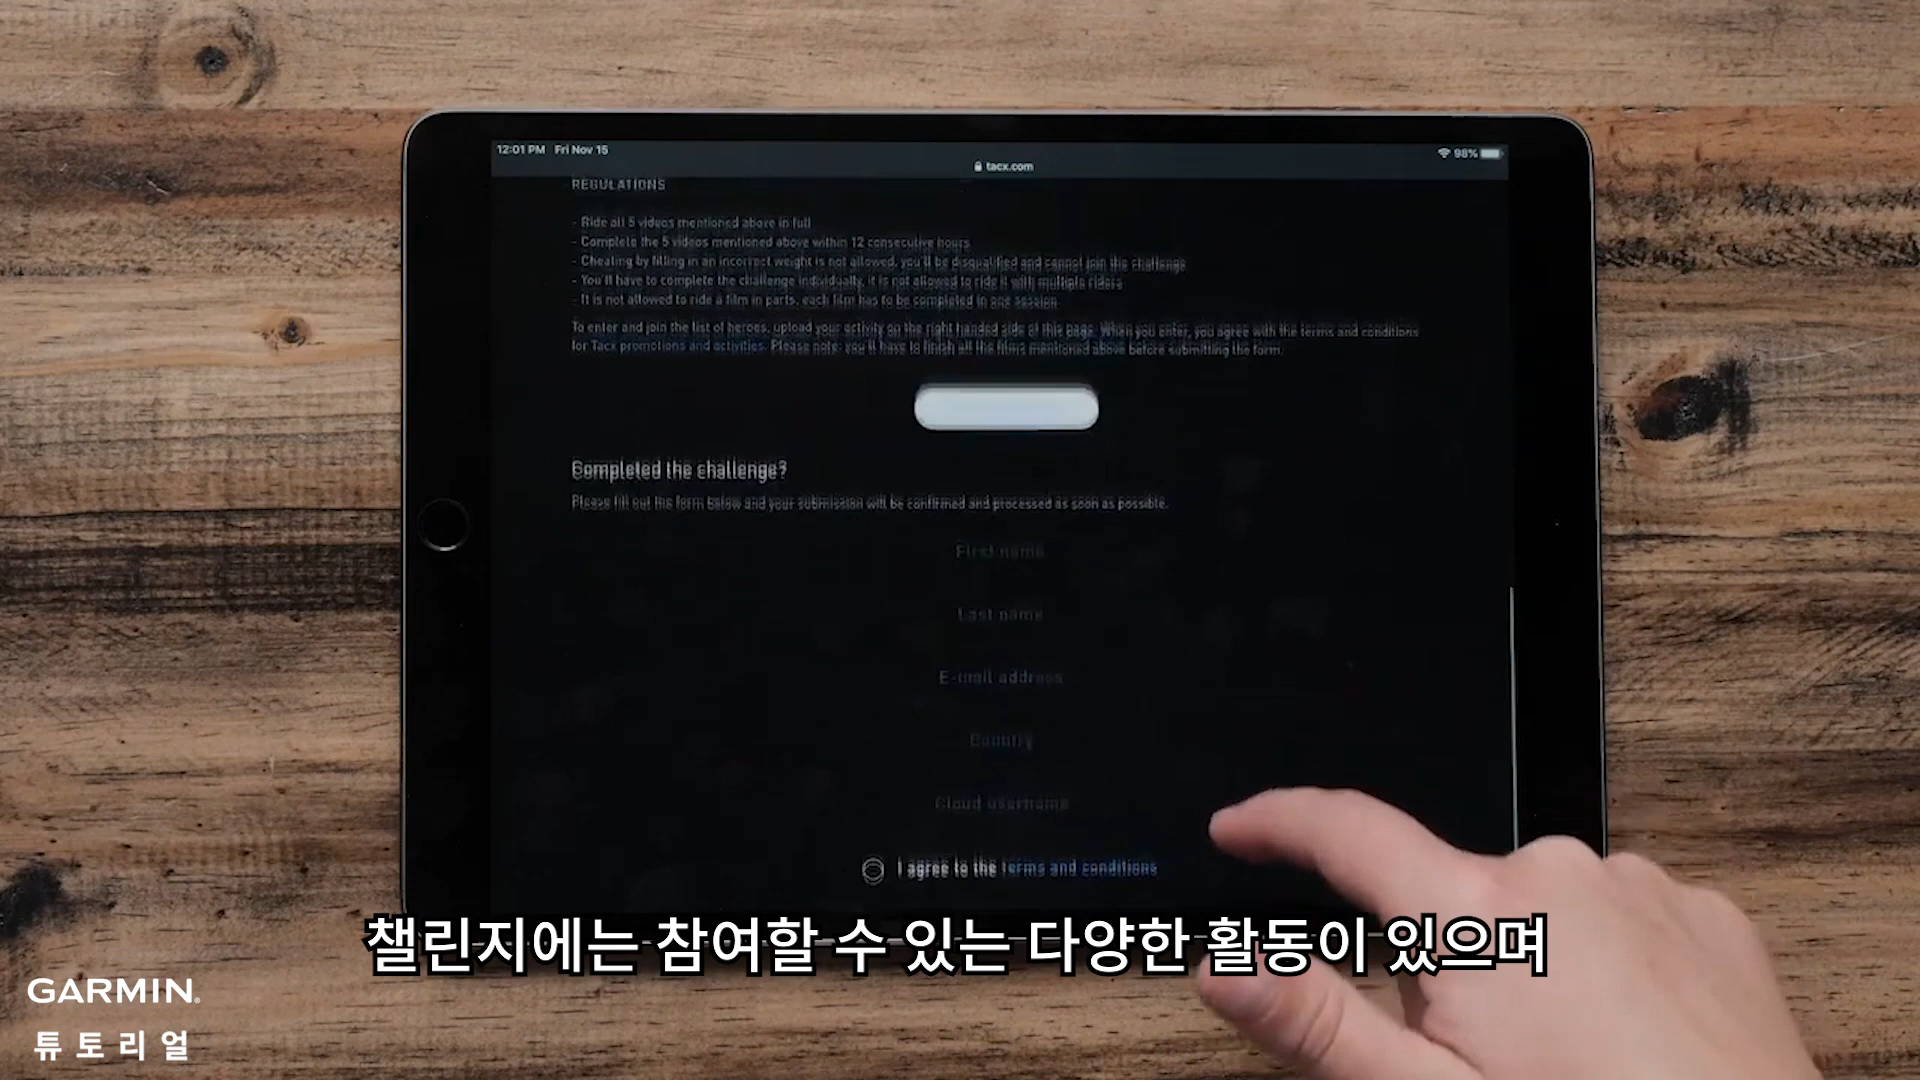 12:01 PM Fri Nov 15
98%
tacx.com
REGULATIONS
- Ride all 5 videos mentioned above in full
- Complete the 5 videos mentioned above within 12 consecutive hours
- Cheating by filling in an incorrect weight is not allowed, you'll be disqualified and cannot join the challenge
- You'll have to complete the challenge individually, it is not allowed to ride it with multiple riders
- It is not allowed to ride a film in parts, each film has to be completed in one session
To enter and join the list of heroes, upload your activity on the right handed side of this page. When you enter, you agree with the terms and conditions
for Tacx promotions and activities. Please note: you'll have to finish all the films mentioned above before submitting the form.
Completed the challenge?
Please fill out the form below and your submission will be confirmed and processed as soon as possible.
First name
Last name
E-mail address
Country
Cloud username
I agree to the terms and conditions
챌린지에는 참여할 수 있는 다양한 활동이 있으며
GARMIN.
튜토리얼